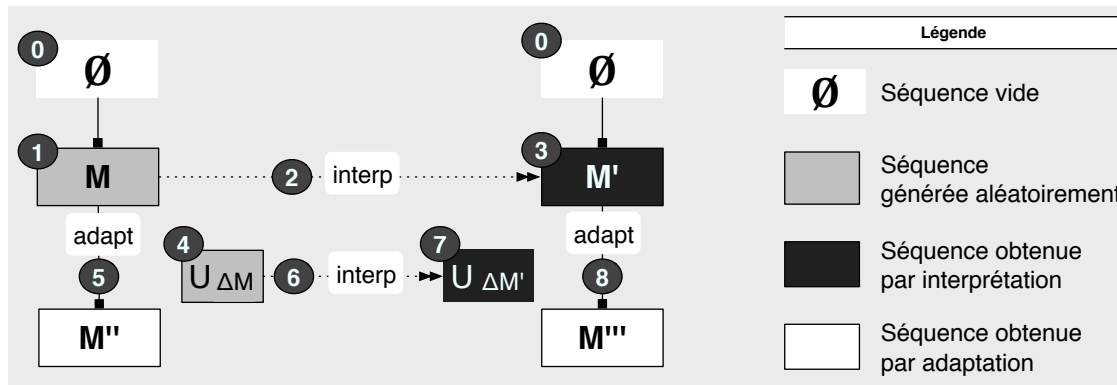 0
Ø
0
Ø
1
M
2
interp
3
M'
adapt
4
U ΔM
5
6
interp
7
U ΔM'
adapt
8
M''
M'''
Légende
Ø
Séquence vide
Séquence
générée aléatoirement
Séquence obtenue
par interprétation
Séquence obtenue
par adaptation